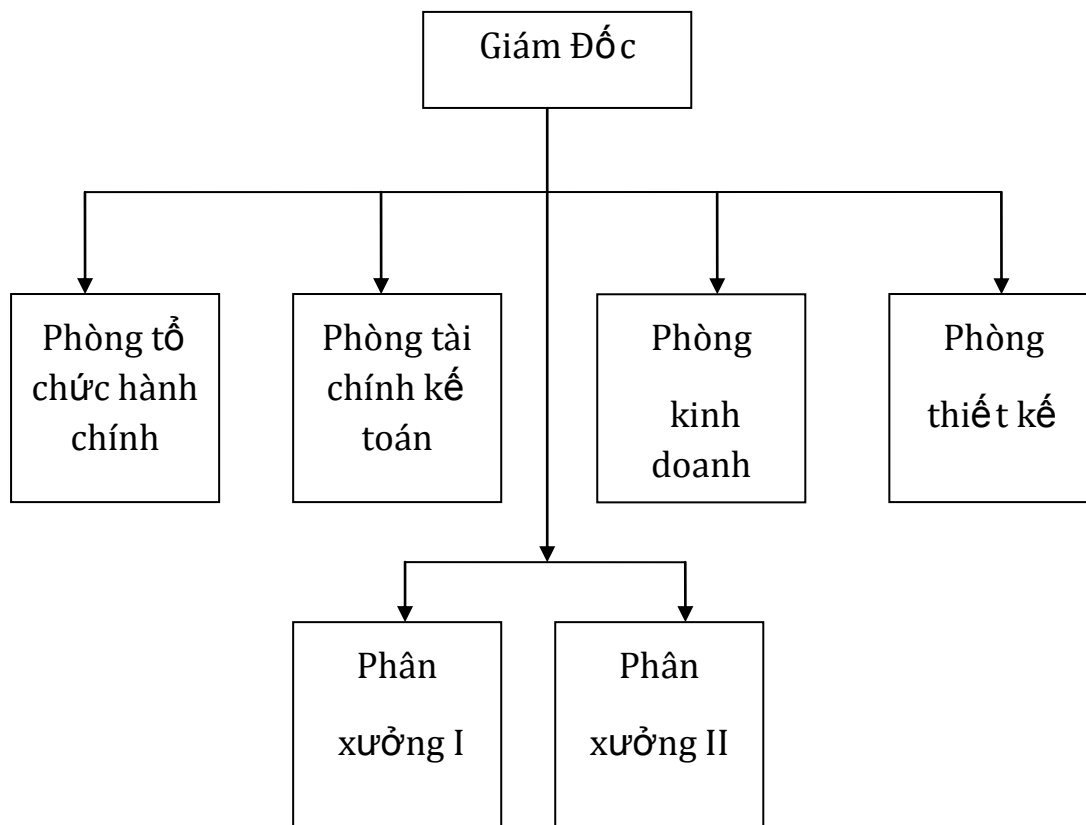 Giám Đốc
Phòng tổ
chức hành
chính
Phòng tài
chính kế
toán
Phòng
kinh
doanh
Phòng
thiết kế
Phân
xưởng I
Phân
xưởng II